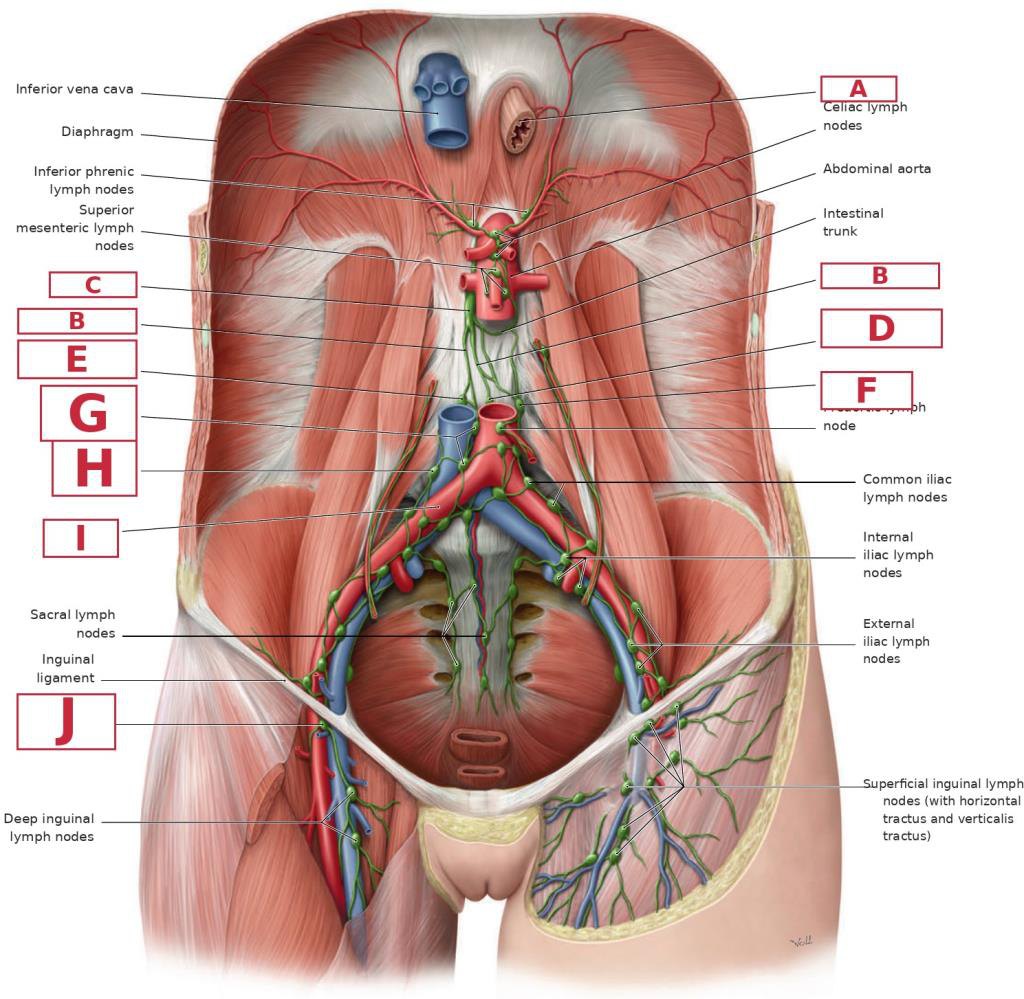 A
Inferior vena cava
Celiac lymph
nodes
Diaphragm
Inferior phrenic
lymph nodes
Abdominal aorta
Superior
mesenteric lymph
nodes
Intestinal
trunk
C
B
B
D
E
F
G
lymph
node
H
Common iliac
lymph nodes
I
Internal
iliac lymph
nodes
Sacral lymph
nodes
External
iliac lymph
nodes
Inguinal
ligament
J
Superficial inguinal lymph
nodes (with horizontal
tractus and verticalis
tractus)
Deep inguinal
lymph nodes